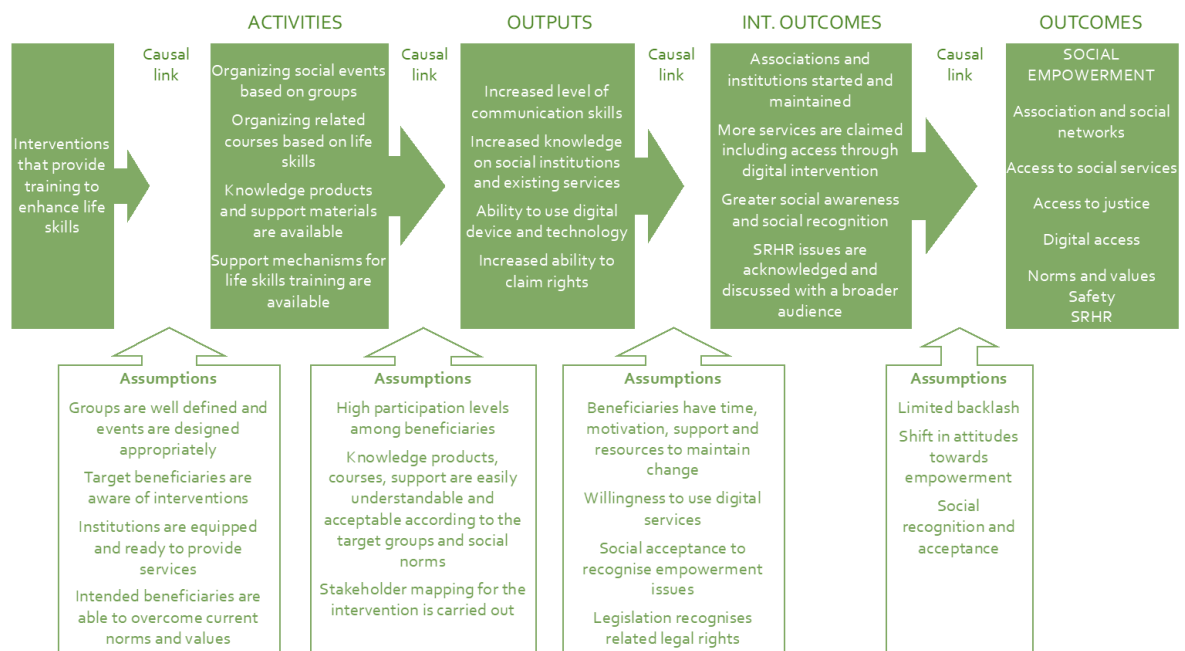 ACTIVITIES
OUTPUTS
INT. OUTCOMES
OUTCOMES
Interventions
that provide
training to
enhance life
skills
Causal
link
Organizing social events
based on groups
Organizing related
courses based on life
skills
Knowledge products
and support materials
are available
Support mechanisms for
life skills training are
available
Causal
link
Increased level of
communication skills
Increased knowledge
on social institutions
and existing services
Ability to use digital
device and technology
Increased ability to
claim rights
Causal
link
Associations and
institutions started and
maintained
More services are claimed
including access through
digital intervention
Greater social awareness
and social recognition
SRHR issues are
acknowledged and
discussed with a broader
audience
Causal
link
SOCIAL
EMPOWERMENT
Association and social
networks
Access to social services
Access to justice
Digital access
Norms and values
Safety
SRHR
Assumptions
Groups are well defined and
events are designed
appropriately
Target beneficiaries are
aware of interventions
Institutions are equipped
and ready to provide
services
Intended beneficiaries are
able to overcome current
norms and values
Assumptions
High participation levels
among beneficiaries
Knowledge products,
courses, support are easily
understandable and
acceptable according to the
target groups and social
norms
Stakeholder mapping for the
intervention is carried out
Assumptions
Beneficiaries have time,
motivation, support and
resources to maintain
change
Willingness to use digital
services
Social acceptance to
recognise empowerment
issues
Legislation recognises
related legal rights
Assumptions
Limited backlash
Shift in attitudes
towards
empowerment
Social
recognition and
acceptance